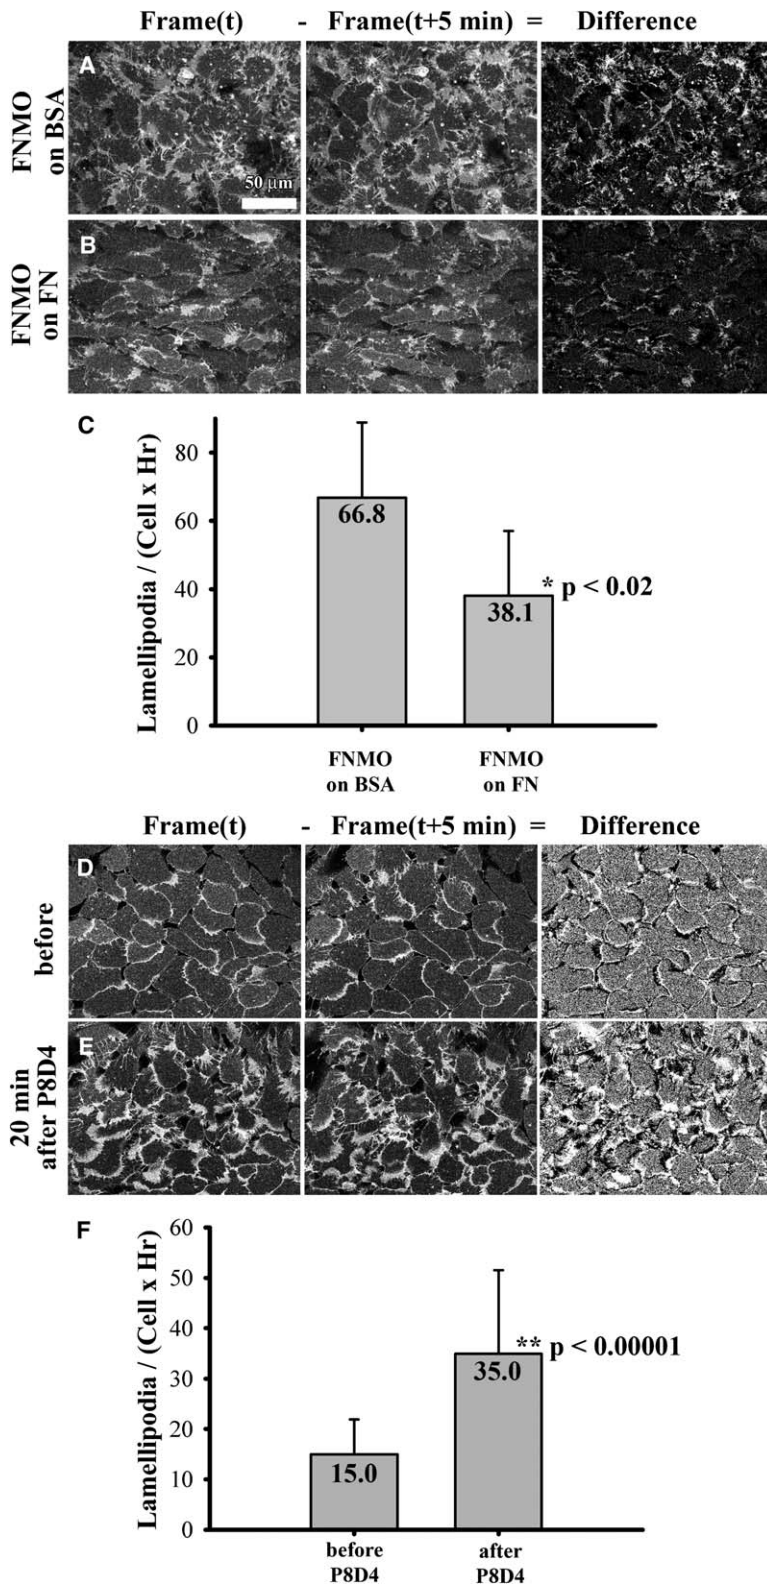 Frame(t) - Frame(t+5 min) = Difference
A
FNMO
on BSA
50 μm
B
FNMO
on FN
C
Lamellipodia / (Cell x Hr)
80
60
40
20
0
66.8
38.1
* p < 0.02
FNMO
on BSA
FNMO
on FN
Frame(t) - Frame(t+5 min) = Difference
D
before
E
20 min
after P8D4
F
Lamellipodia / (Cell x Hr)
60
50
40
30
20
10
0
15.0
35.0
** p < 0.00001
before
P8D4
after
P8D4